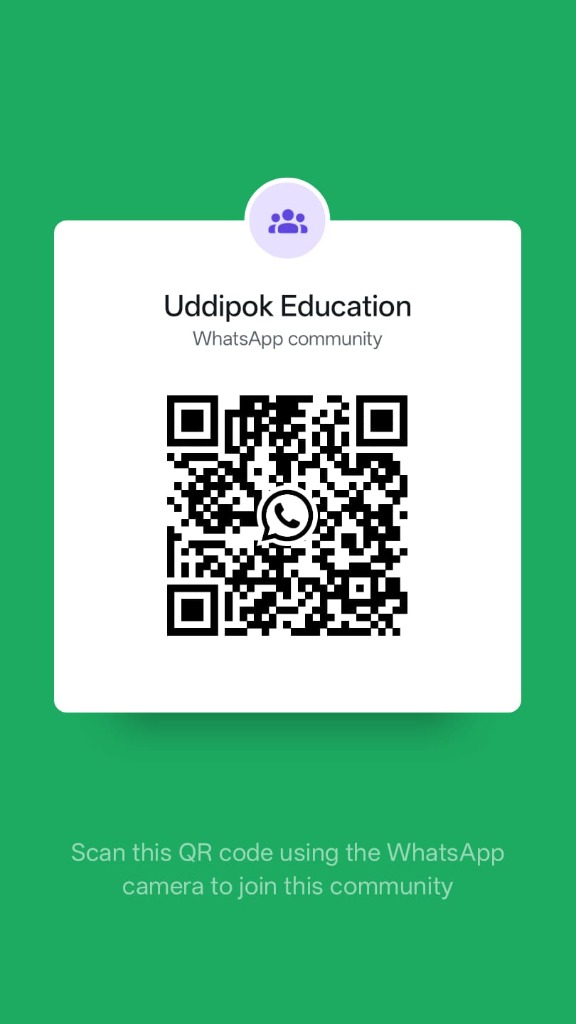 Uddipok Education
WhatsApp community
Scan this QR code using the WhatsApp
camera to join this community